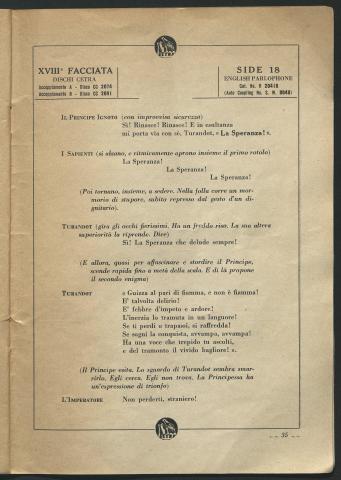 CETRA
XVIIIª FACCIATA
DISCHI CETRA
Accoppiamento A - Disco CC 2074
Accoppiamento B - Disco CC 2081
SIDE 18
ENGLISH PARLOPHONE
Cat. No. R 20418
(Auto Coupling No. S. W. 8048)
IL PRINCIPE IGNOTO (con improvvisa sicurezza)
Sì! Rinasce! Rinasce! E in esultanza
mi porta via con sè, Turandot, « La Speranza! ».
I SAPIENTI (si alzano, e ritmicamente aprono insieme il primo rotolo)
La Speranza!
La Speranza!
La Speranza!
(Poi tornano, insieme, a sedere. Nella folla corre un mor-
morio di stupore, subito represso dal gesto d'un di-
gnitario).
TURANDOT (gira gli occhi fierissimi. Ha un freddo riso. La sua altera
superiorità la riprende. Dice)
Sì! La Speranza che delude sempre!
(E allora, quasi per affascinare e stordire il Principe,
scende rapida fino a metà della scala. E di là propone
il secondo enigma)
TURANDOT « Guizza al pari di fiamma, e non è fiamma!
E' talvolta delirio!
E' febbre d'impeto e ardore!
L'inerzia lo tramuta in un languore!
Se ti perdi o trapassi, si raffredda!
Se sogni la conquista, avvampa, avvampa!
Ha una voce che trepido tu ascolti,
e del tramonto il vivido bagliore! ».
(Il Principe esita. Lo sguardo di Turandot sembra smar-
rirlo. Egli cerca. Egli non trova. La Principessa ha
un'espressione di trionfo)
L'IMPERATORE Non perderti, straniero!
CETRA
– – 35 – –